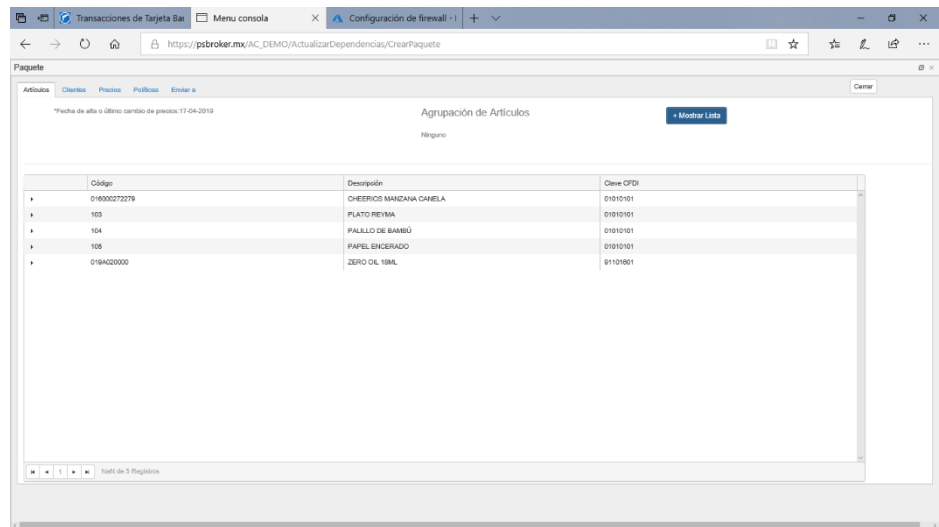 Transacciones de Tarjeta Ban
Menu consola
Configuración de firewall - I
https://psbroker.mx/AC_DEMO/ActualizarDependencias/CrearPaquete
Paquete
Artículos Clientes Precios Políticas Enviar a
Cerrar
*Fecha de alta o último cambio de precios:17-04-2019
Agrupación de Artículos
+ Mostrar Lista
Ninguno
Código Descripción Clave CFDI
016000272279 CHEERIOS MANZANA CANELA 01010101
103 PLATO REYMA 01010101
104 PALILLO DE BAMBÚ 01010101
105 PAPEL ENCERADO 01010101
019A020000 ZERO OIL 18ML 91101601
1 NaN de 5 Registros